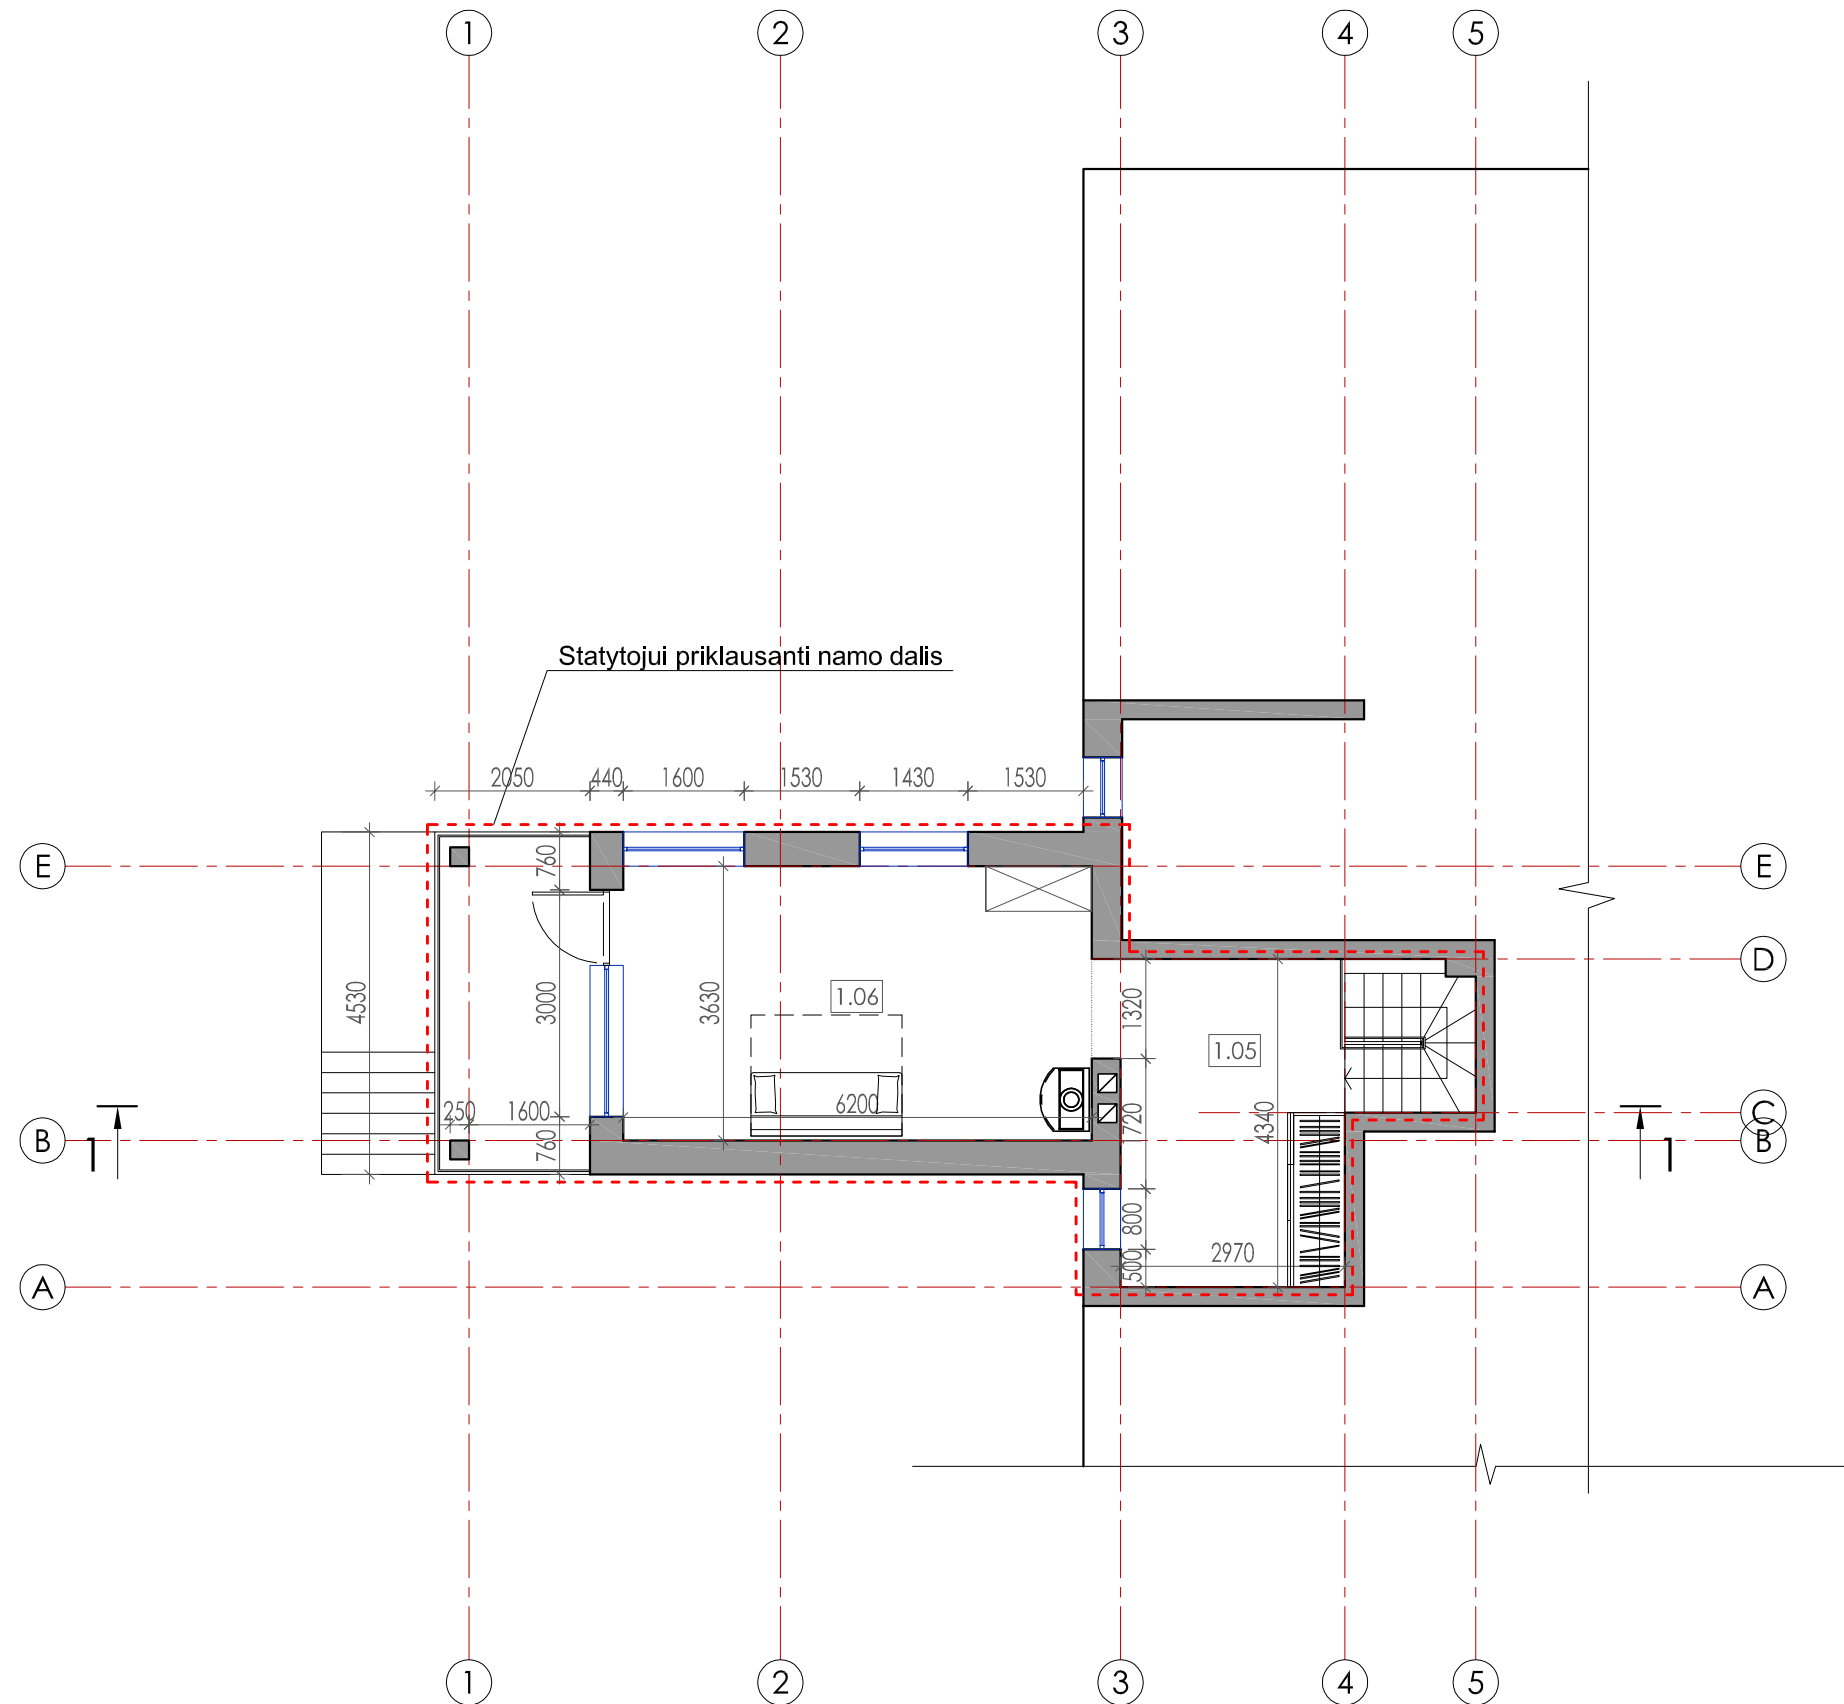 1 2 3 4 5
Statytojui priklausanti namo dalis
2050 440 1600 1530 1430 1530
E E
760
D
4530 3000 3630 1.06 1320 1.05
250 1600 6200 720 4340
C
1 B 760 B 1
800
500 2970
A A
1 2 3 4 5